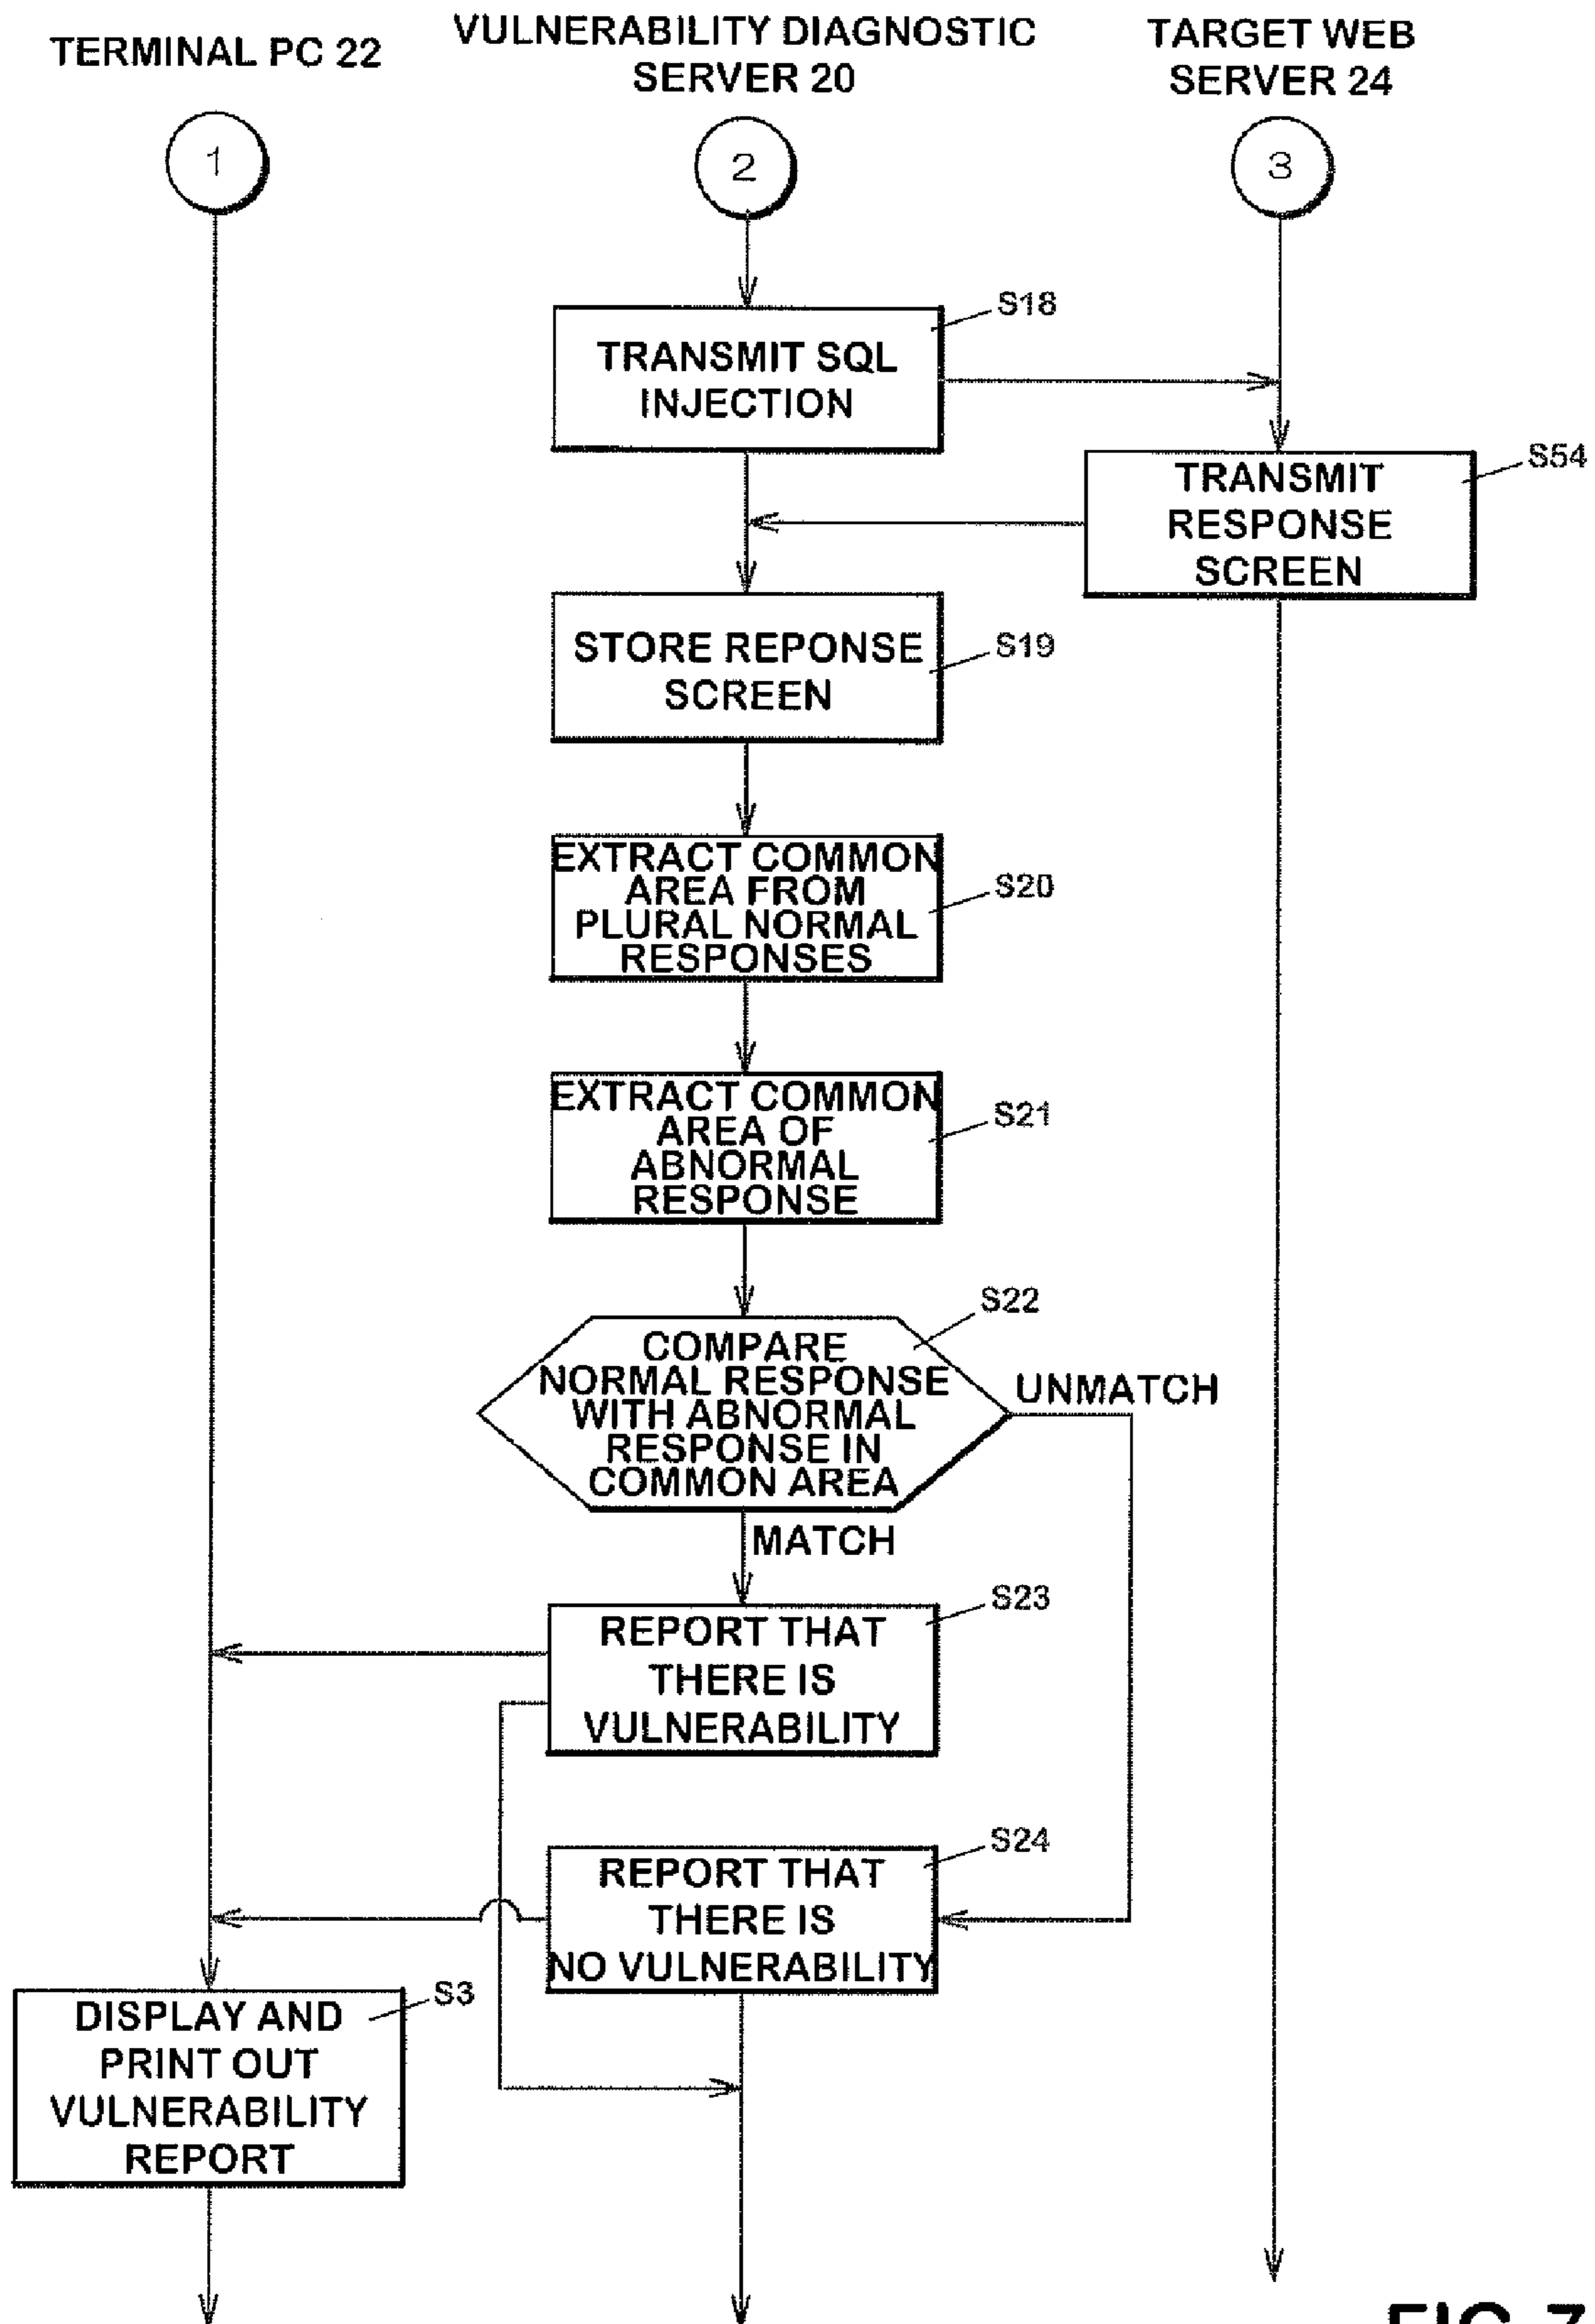 TERMINAL PC 22
VULNERABILITY DIAGNOSTIC
SERVER 20
TARGET WEB
SERVER 24
1
2
3
S18
TRANSMIT SQL
INJECTION
S54
TRANSMIT
RESPONSE
SCREEN
S19
STORE REPONSE
SCREEN
S20
EXTRACT COMMON
AREA FROM
PLURAL NORMAL
RESPONSES
S21
EXTRACT COMMON
AREA OF
ABNORMAL
RESPONSE
S22
COMPARE
NORMAL RESPONSE
WITH ABNORMAL
RESPONSE IN
COMMON AREA
UNMATCH
MATCH
S23
REPORT THAT
THERE IS
VULNERABILITY
S24
REPORT THAT
THERE IS
NO VULNERABILITY
S3
DISPLAY AND
PRINT OUT
VULNERABILITY
REPORT